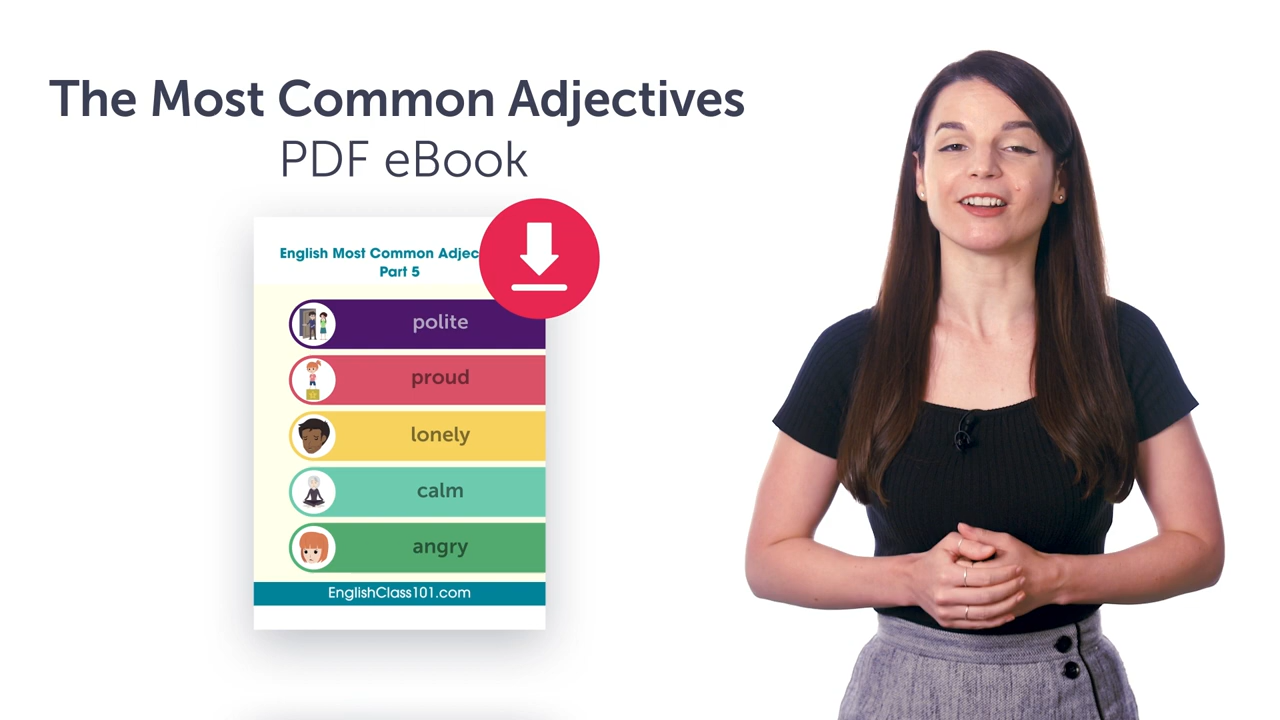 The Most Common Adjectives
PDF eBook
English Most Common Adjec
Part 5
polite
proud
lonely
calm
angry
EnglishClass101.com